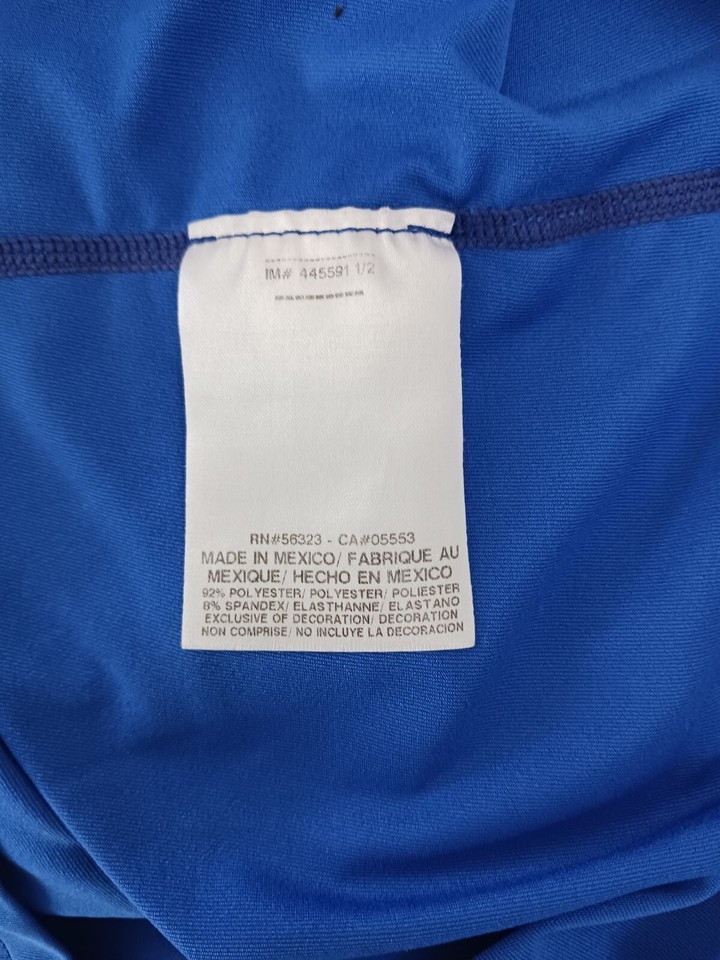 IM# 445591 1/2
RN#56323 - CA#05553
MADE IN MEXICO/ FABRIQUE AU
MEXIQUE/ HECHO EN MEXICO
92% POLYESTER/ POLYESTER/ POLIESTER
8% SPANDEX/ ELASTHANNE/ ELASTANO
EXCLUSIVE OF DECORATION/ DECORATION
NON COMPRISE/ NO INCLUYE LA DECORACION